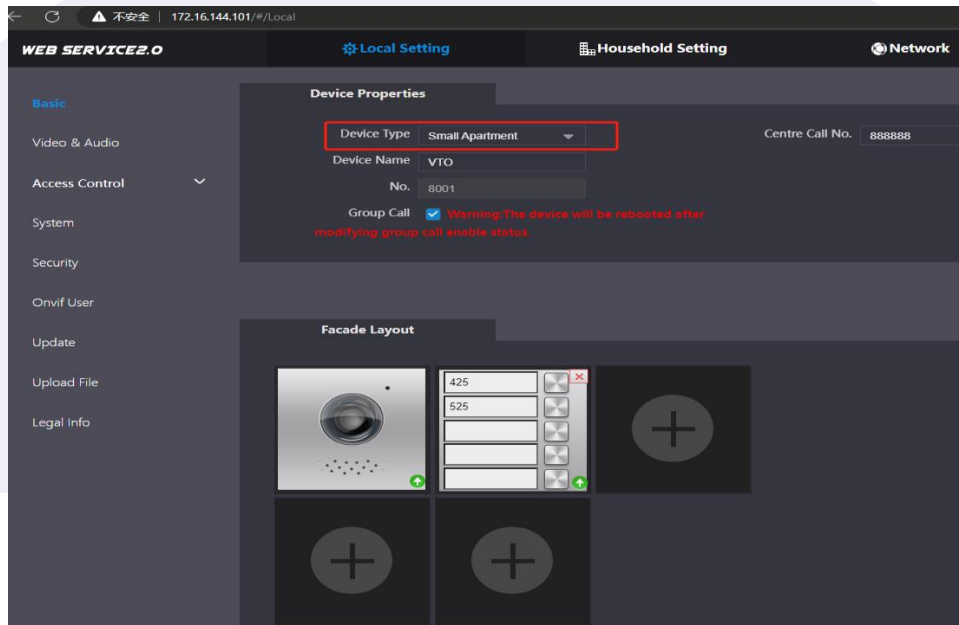 不安全 | 172.16.144.101/#/Local
WEB SERVICE2.0
Local Setting
Household Setting
Network
Basic
Video & Audio
Access Control
System
Security
Onvif User
Update
Upload File
Legal Info
Device Properties
Device Type Small Apartment
Centre Call No. 888888
Device Name VTO
No. 8001
Group Call Warning:The device will be rebooted after
modifying group call enable status.
Facade Layout
425
525